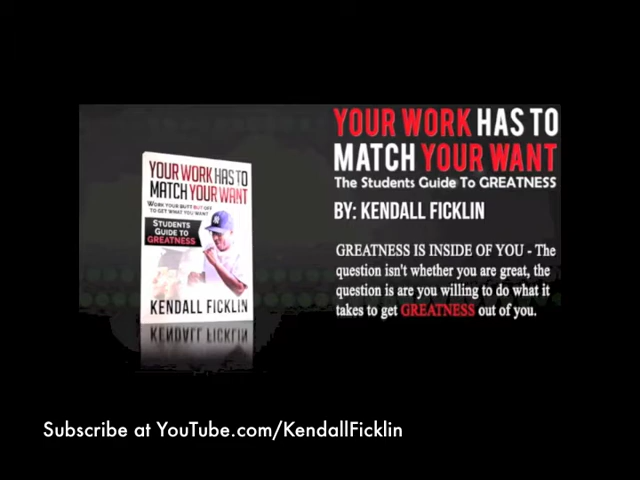 YOUR WORK HAS TO
MATCH YOUR WANT
The Students Guide To GREATNESS
BY: KENDALL FICKLIN
GREATNESS IS INSIDE OF YOU - The
question isn't whether you are great, the
question is are you willing to do what it
takes to get GREATNESS out of you.
YOUR WORK HAS TO
MATCH YOUR WANT
WORK YOUR BUTT BUTT OFF
TO GET WHAT YOU WANT
STUDENTS
GUIDE TO
GREATNESS
KENDALL FICKLIN
Subscribe at YouTube.com/KendallFicklin